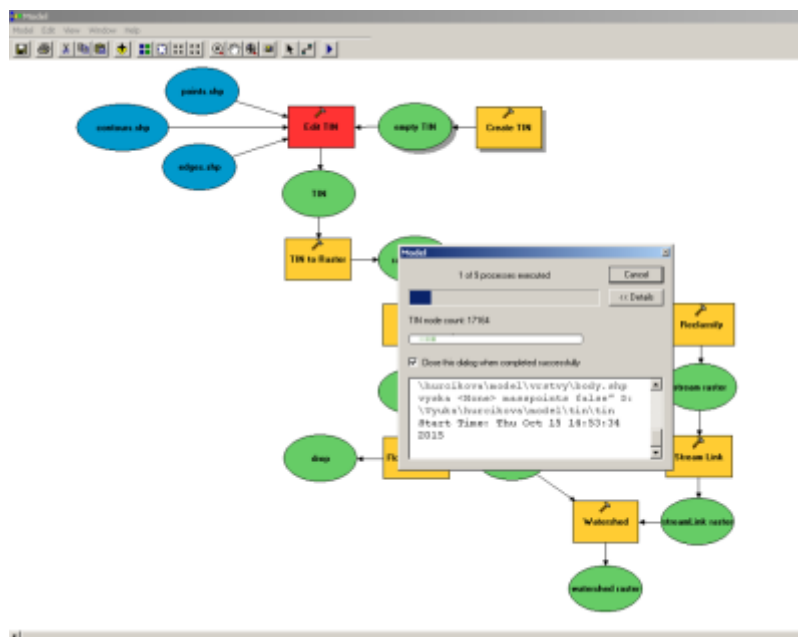 Model
Model Edit View Window Help
points.shp
contours.shp
Edit TIN
empty TIN
Create TIN
edges.shp
TIN
TIN to Raster
Model
1 of 5 processes executed
Cancel
<< Details
TIN node count: 17164
Close this dialog when completed successfully
\hurcikova\model\vrstvy\body.shp
vyska <None> masspoints false" D:
\Vyuka\hurcikova\model\tin\tin
Start Time: Thu Oct 15 16:53:34
2015
Reclassify
stream raster
drop
Stream Link
Watershed
streamLink raster
watershed raster